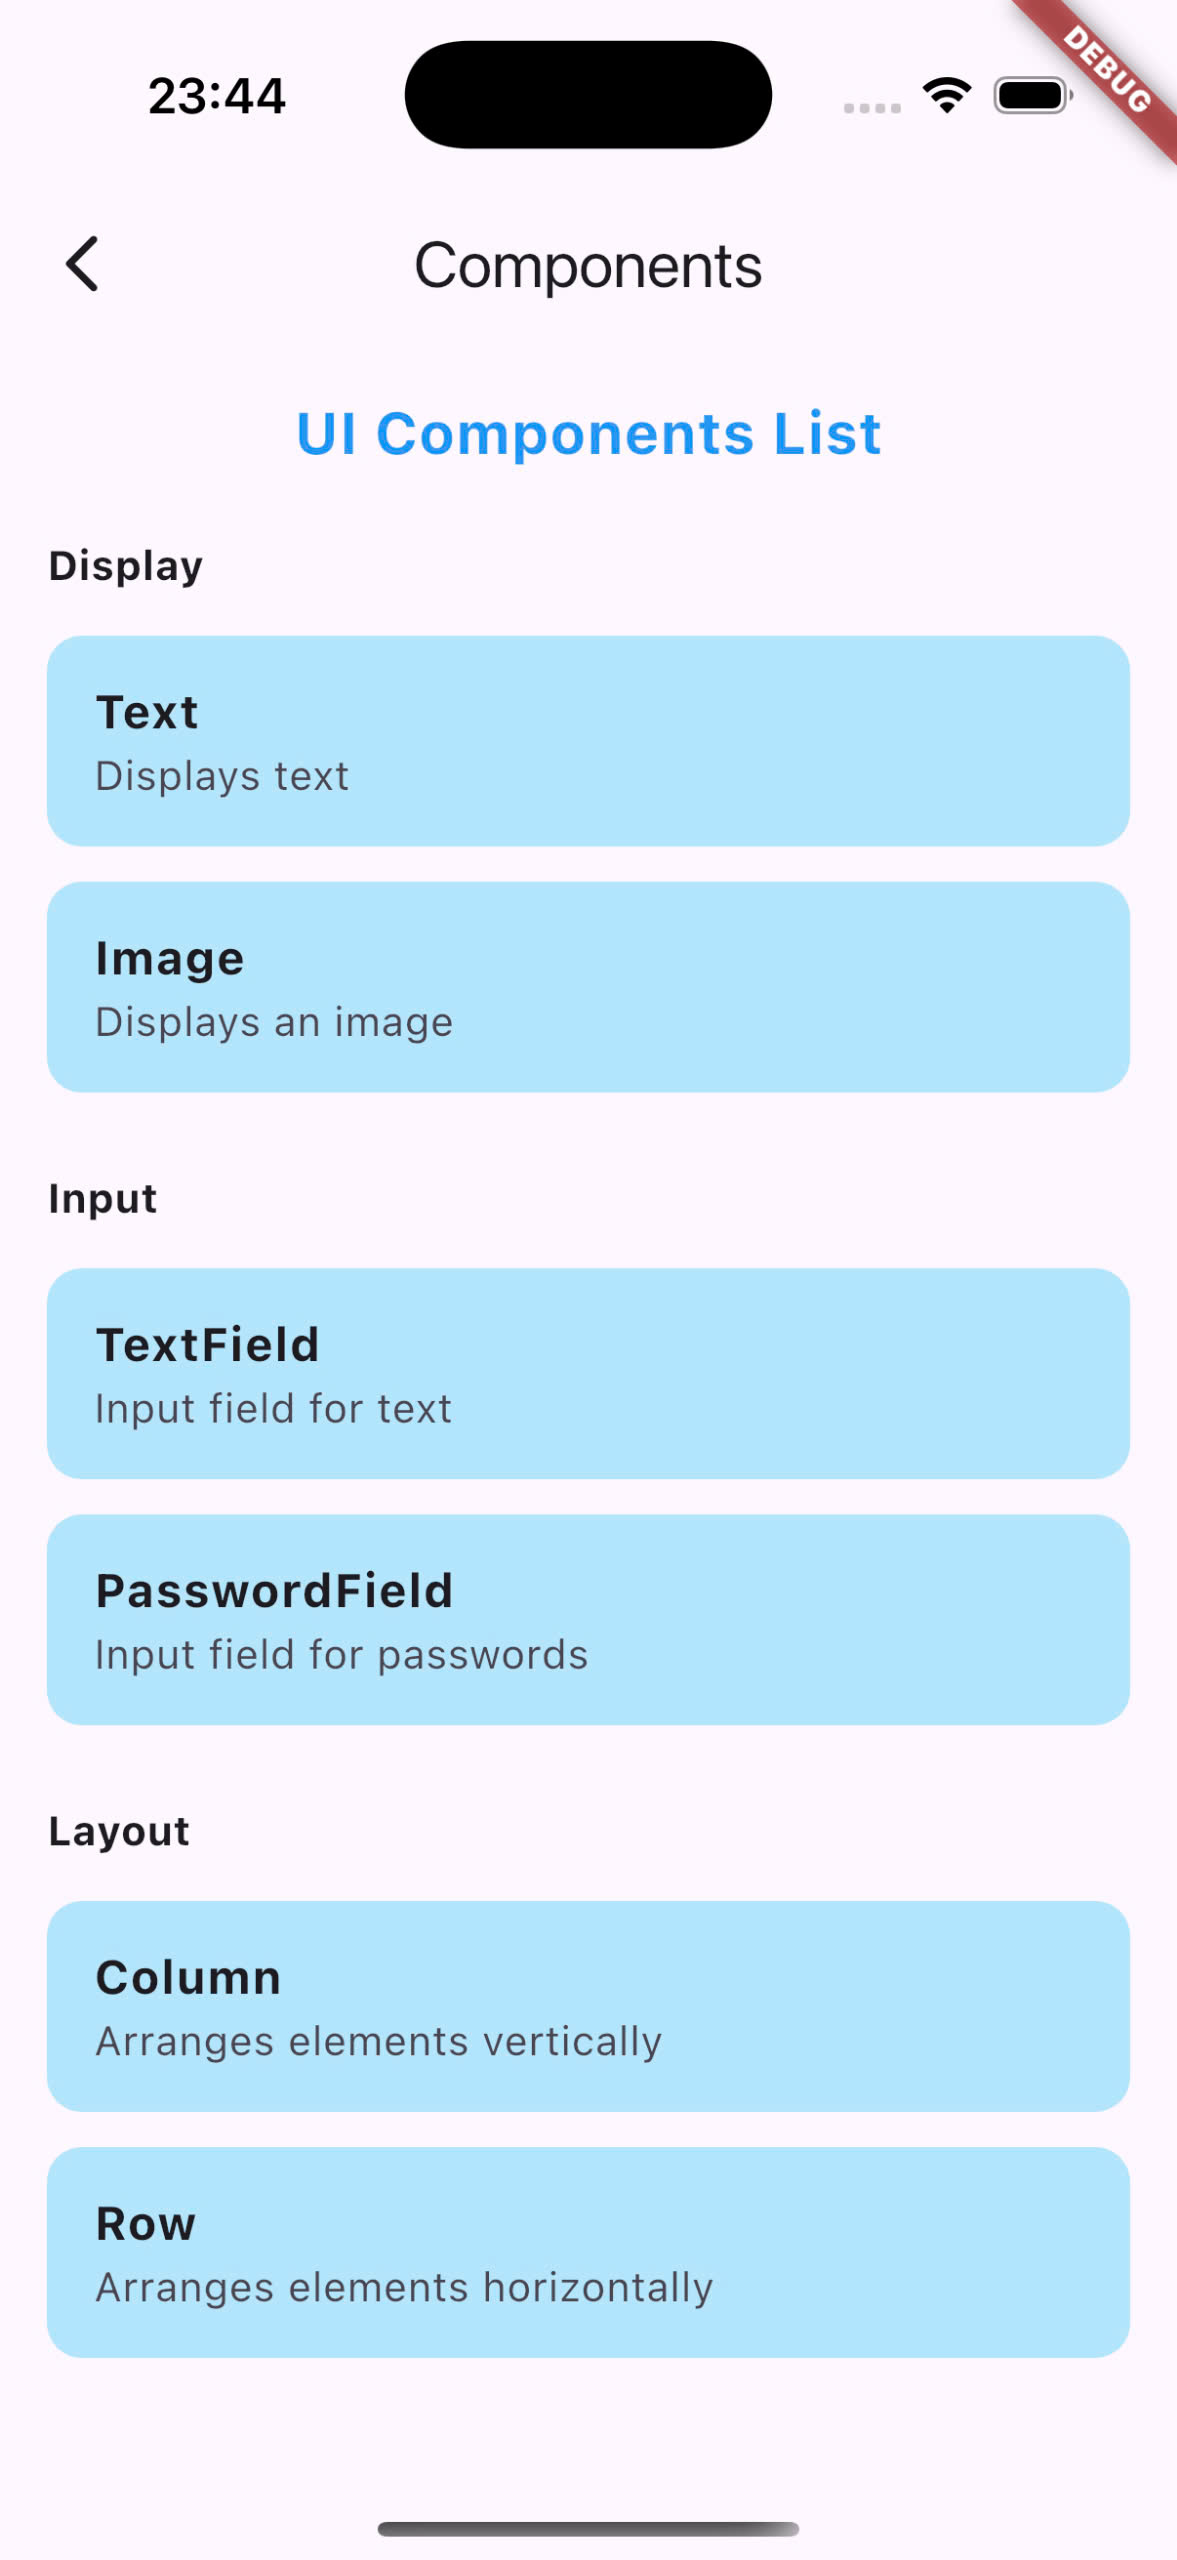 23:44
DEBUG
Components
UI Components List
Display
Text
Displays text
Image
Displays an image
Input
TextField
Input field for text
PasswordField
Input field for passwords
Layout
Column
Arranges elements vertically
Row
Arranges elements horizontally